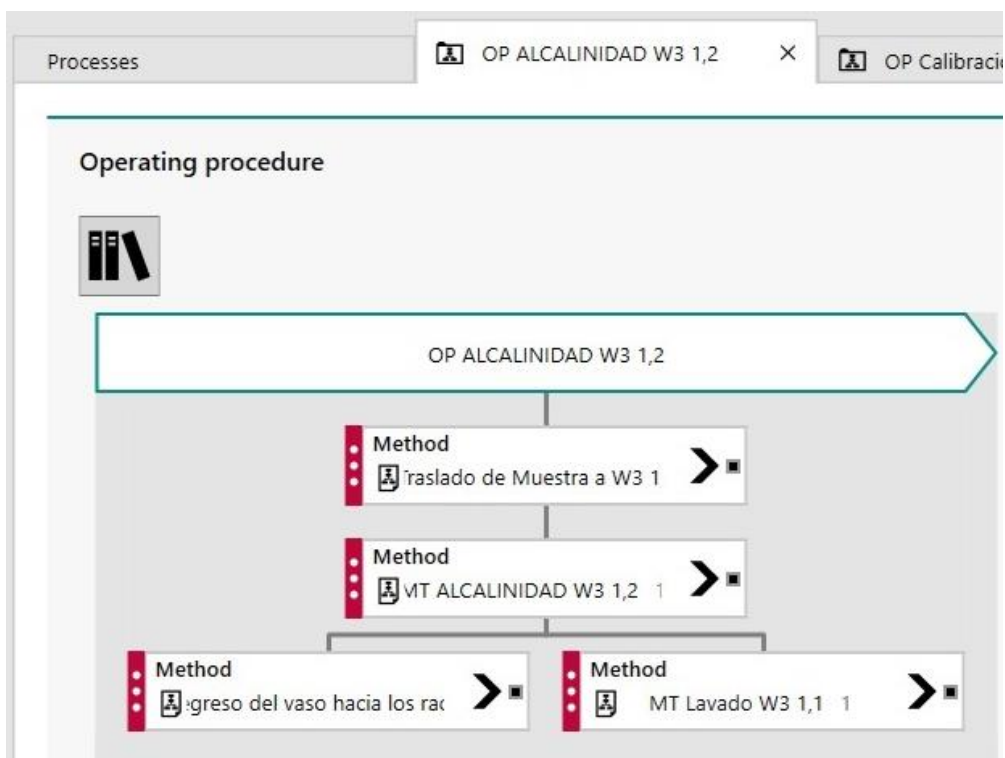 Processes
OP ALCALINIDAD W3 1,2
OP Calibraci
Operating procedure
OP ALCALINIDAD W3 1,2
Method
Traslado de Muestra a W3 1
Method
MT ALCALINIDAD W3 1,2 1
Method
egreso del vaso hacia los rac
Method
MT Lavado W3 1,1 1